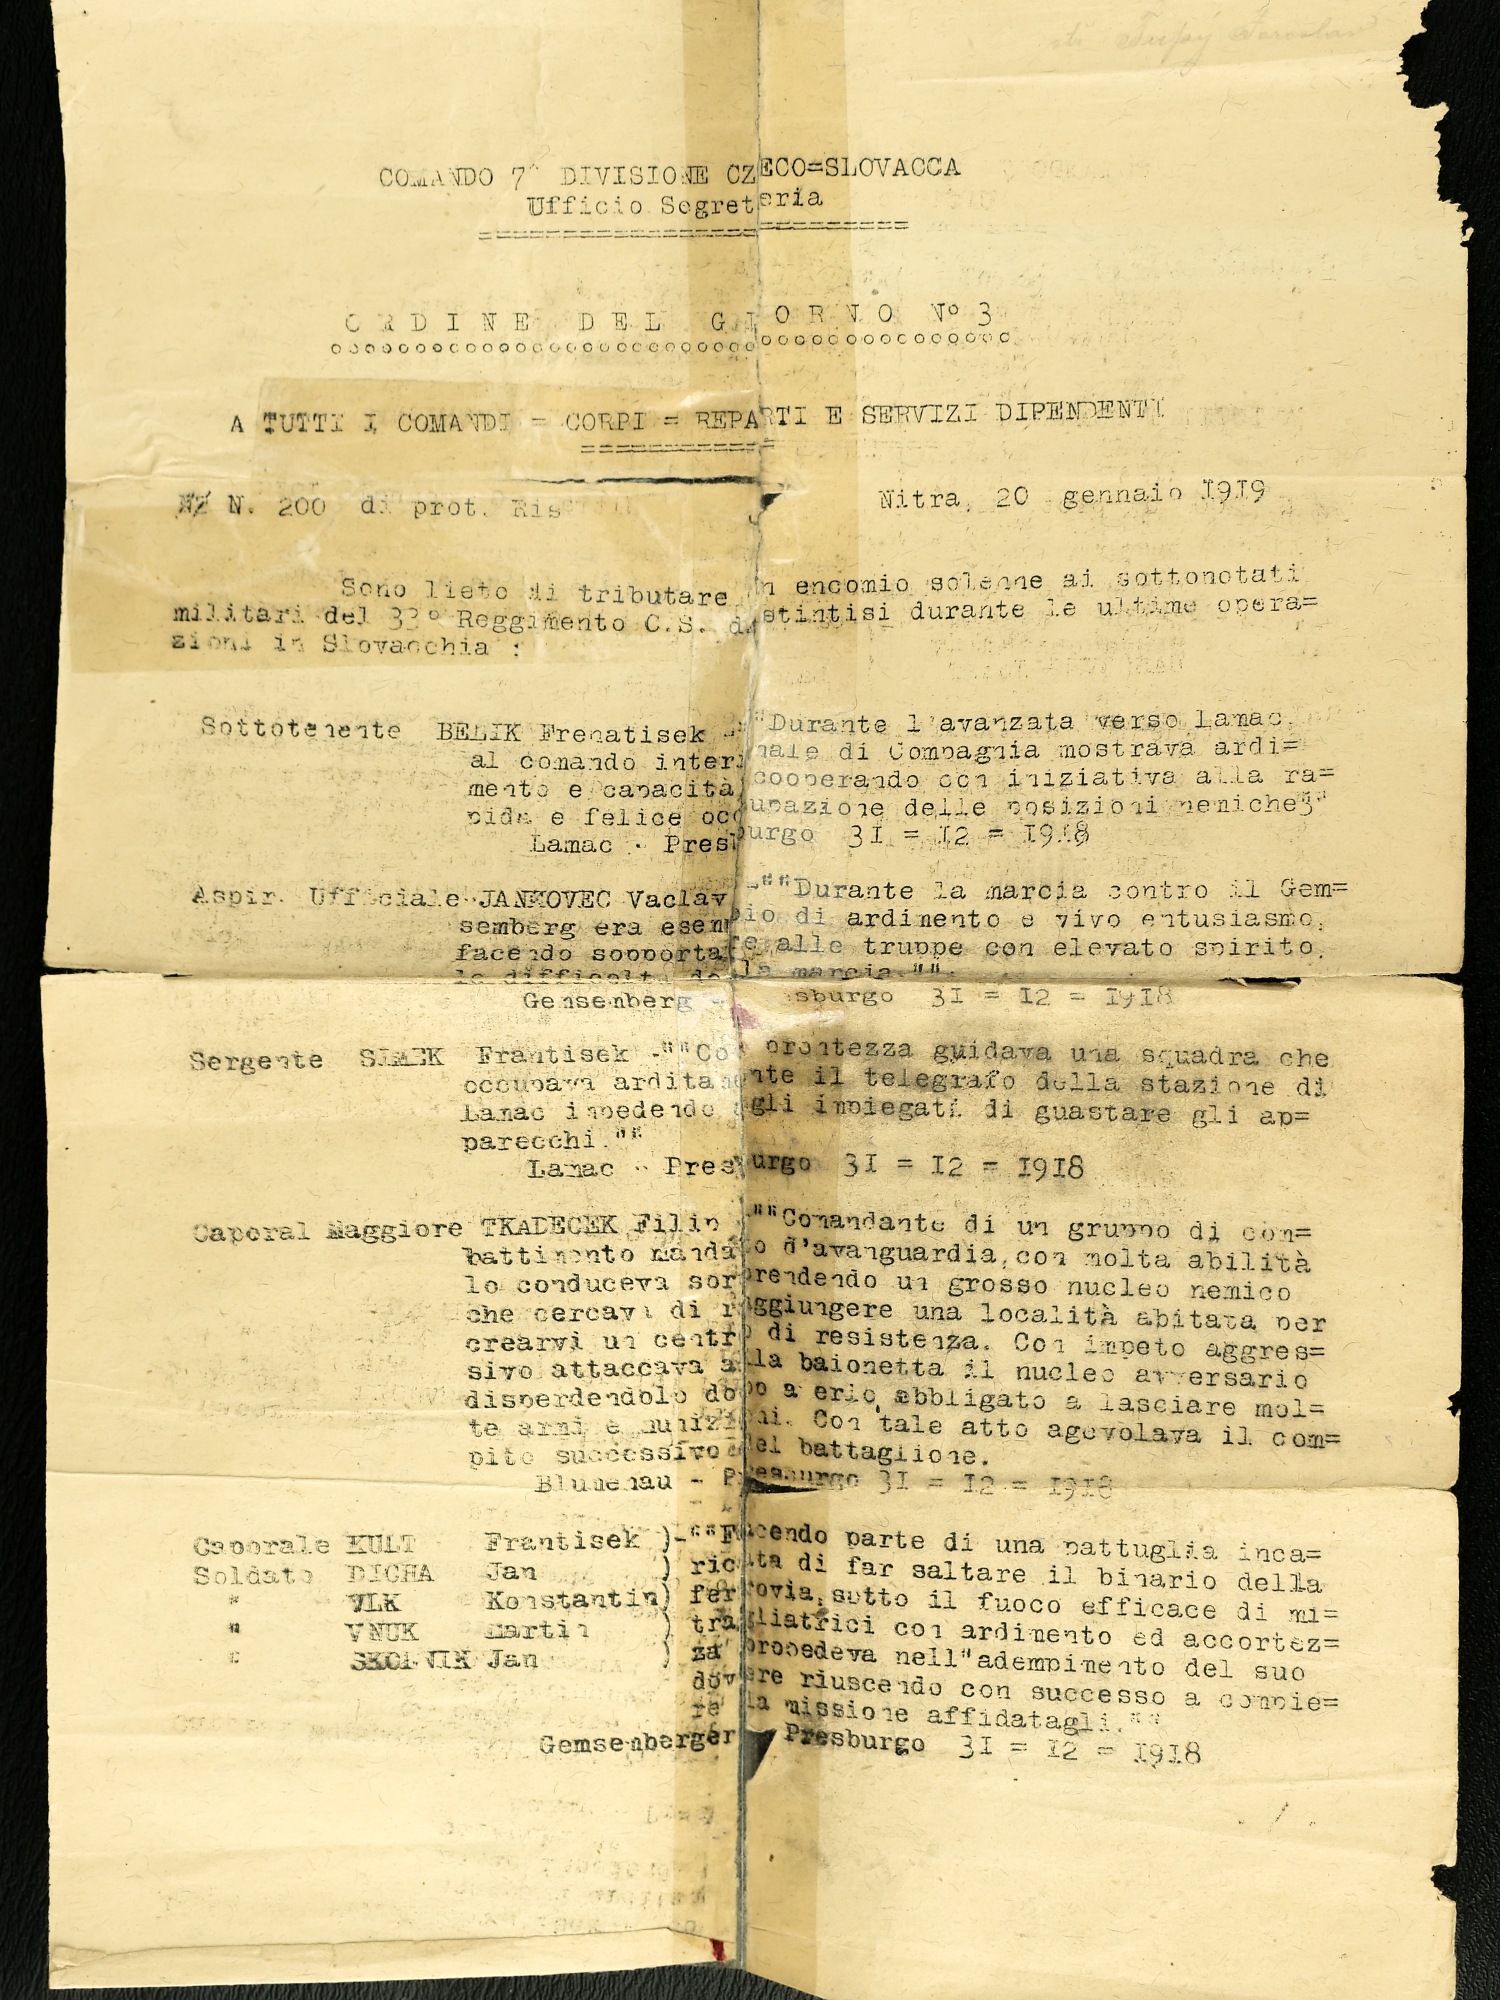 Tupý Jaroslav
COMANDO 7^ DIVISIONE CZECO=SLOVACCA
Ufficio Segreteria
==========================
ORDINE DEL GIORNO Nº 3
ooooooooooooooooooooooooooooooooooooooooooooooooooo
A TUTTI I COMANDI = CORPI = REPARTI E SERVIZI DIPENDENTI
============
N. 200 di prot. Ris
Nitra, 20 gennaio 1919
Sono lieto di tributare un encomio solenne ai sottonotati
militari del 33º Reggimento C.S. distintisi durante le ultime opera=
zioni in Slovacchia :
Sottotenente BELIK Frenatisek -""Durante l'avanzata verso Lamac,
al comando interinale di Compagnia mostrava ardi=
mento e capacità cooperando con iniziativa alla ra=
pida e felice occupazione delle posizioni nemiche""
Lamac - Presburgo 31 = 12 = 1918
Aspir. Ufficiale JANKOVEC Vaclav -""Durante la marcia contro il Gem=
semberg era esempio di ardimento e vivo entusiasmo,
facendo sopportare alle truppe con elevato spirito,
le difficoltà della marcia.""
Gemsenberg - Presburgo 31 = 12 = 1918
Sergente SIMEK Frantisek -""Con prontezza guidava una squadra che
occupava arditamente il telegrafo della stazione di
Lamac impedendo agli impiegati di guastare gli ap=
parecchi.""
Lamac - Presburgo 31 = 12 = 1918
Caporal Maggiore TKADECEK Filip ""Comandante di un gruppo di com=
battimento mandato d'avanguardia,con molta abilità
lo conduceva sorprendendo un grosso nucleo nemico
che cercava di raggiungere una località abitata per
crearvi un centro di resistenza. Con impeto aggres=
sivo attaccava alla baionetta il nucleo avversario
disperdendolo dopo a obbligato a lasciare mol=
te armi e munizioni. Con tale atto agevolava il com=
pito successivo del battaglione.
Blumenau - Presburgo 31 = 12 = 1918
Caporale KULT Frantisek )-""Facendo parte di una pattuglia inca=
Soldato DICHA Jan ) ricata di far saltare il binario della
" VLK Konstantin) ferrovia,sotto il fuoco efficace di mi=
" VNUK Martin ) tragliatrici con ardimento ed accortez=
" Jan ) za procedeva nell"adempimento del suo
dovere riuscendo con successo a compie=
re la missione affidatagli.""
Gemsenberger Presburgo 31 = 12 = 1918